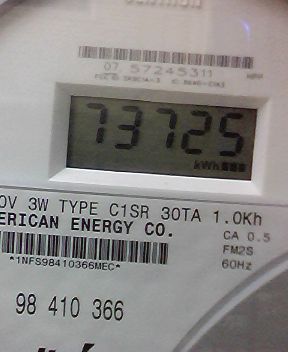 07 57245311
73725
kWh
0V 3W TYPE C1SR 30TA 1.0Kh
ERICAN ENERGY CO.
CA 0.5
FM2S
*1NFS98410366MEC*
60Hz
98 410 366